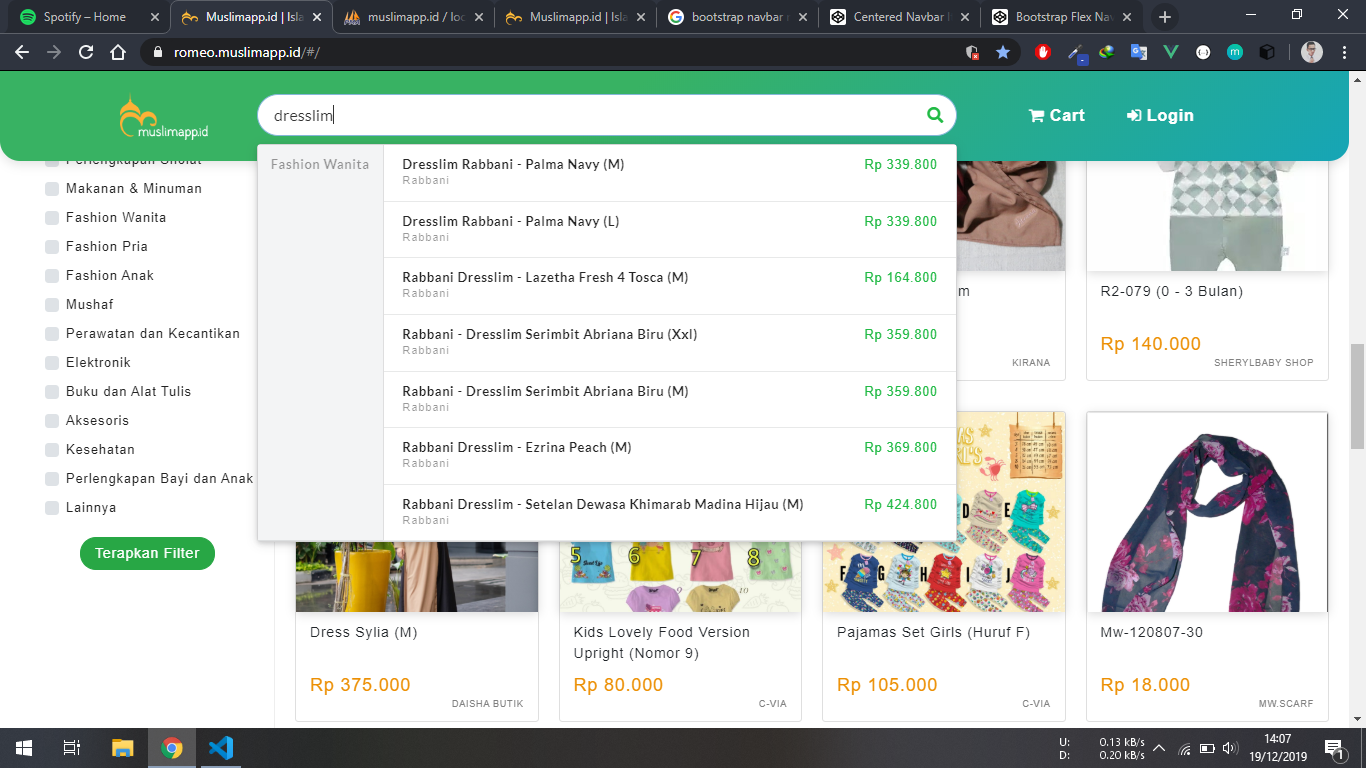 Spotify – Home
Muslimapp.id | Isla
muslimapp.id / loc
Muslimapp.id | Isla
bootstrap navbar r
Centered Navbar I
Bootstrap Flex Nav
romeo.muslimapp.id/#/
muslimapp.id
dresslim
Cart
Login
Perlengkapan Sholat
Makanan & Minuman
Fashion Wanita
Fashion Pria
Fashion Anak
Mushaf
Perawatan dan Kecantikan
Elektronik
Buku dan Alat Tulis
Aksesoris
Kesehatan
Perlengkapan Bayi dan Anak
Lainnya
Terapkan Filter
Fashion Wanita
Dresslim Rabbani - Palma Navy (M) Rp 339.800
Rabbani
Dresslim Rabbani - Palma Navy (L) Rp 339.800
Rabbani
Rabbani Dresslim - Lazetha Fresh 4 Tosca (M) Rp 164.800
Rabbani
Rabbani - Dresslim Serimbit Abriana Biru (Xxl) Rp 359.800
Rabbani
Rabbani - Dresslim Serimbit Abriana Biru (M) Rp 359.800
Rabbani
Rabbani Dresslim - Ezrina Peach (M) Rp 369.800
Rabbani
Rabbani Dresslim - Setelan Dewasa Khimarab Madina Hijau (M) Rp 424.800
Rabbani
m
KIRANA
R2-079 (0 - 3 Bulan)
Rp 140.000
SHERYLBABY SHOP
5 6 7 8
9 10
D E
F G H I J
Dress Sylia (M)
Rp 375.000
DAISHA BUTIK
Kids Lovely Food Version
Upright (Nomor 9)
Rp 80.000
C-VIA
Pajamas Set Girls (Huruf F)
Rp 105.000
C-VIA
Mw-120807-30
Rp 18.000
MW.SCARF
U: 0.13 kB/s
D: 0.20 kB/s
14:07
19/12/2019
1